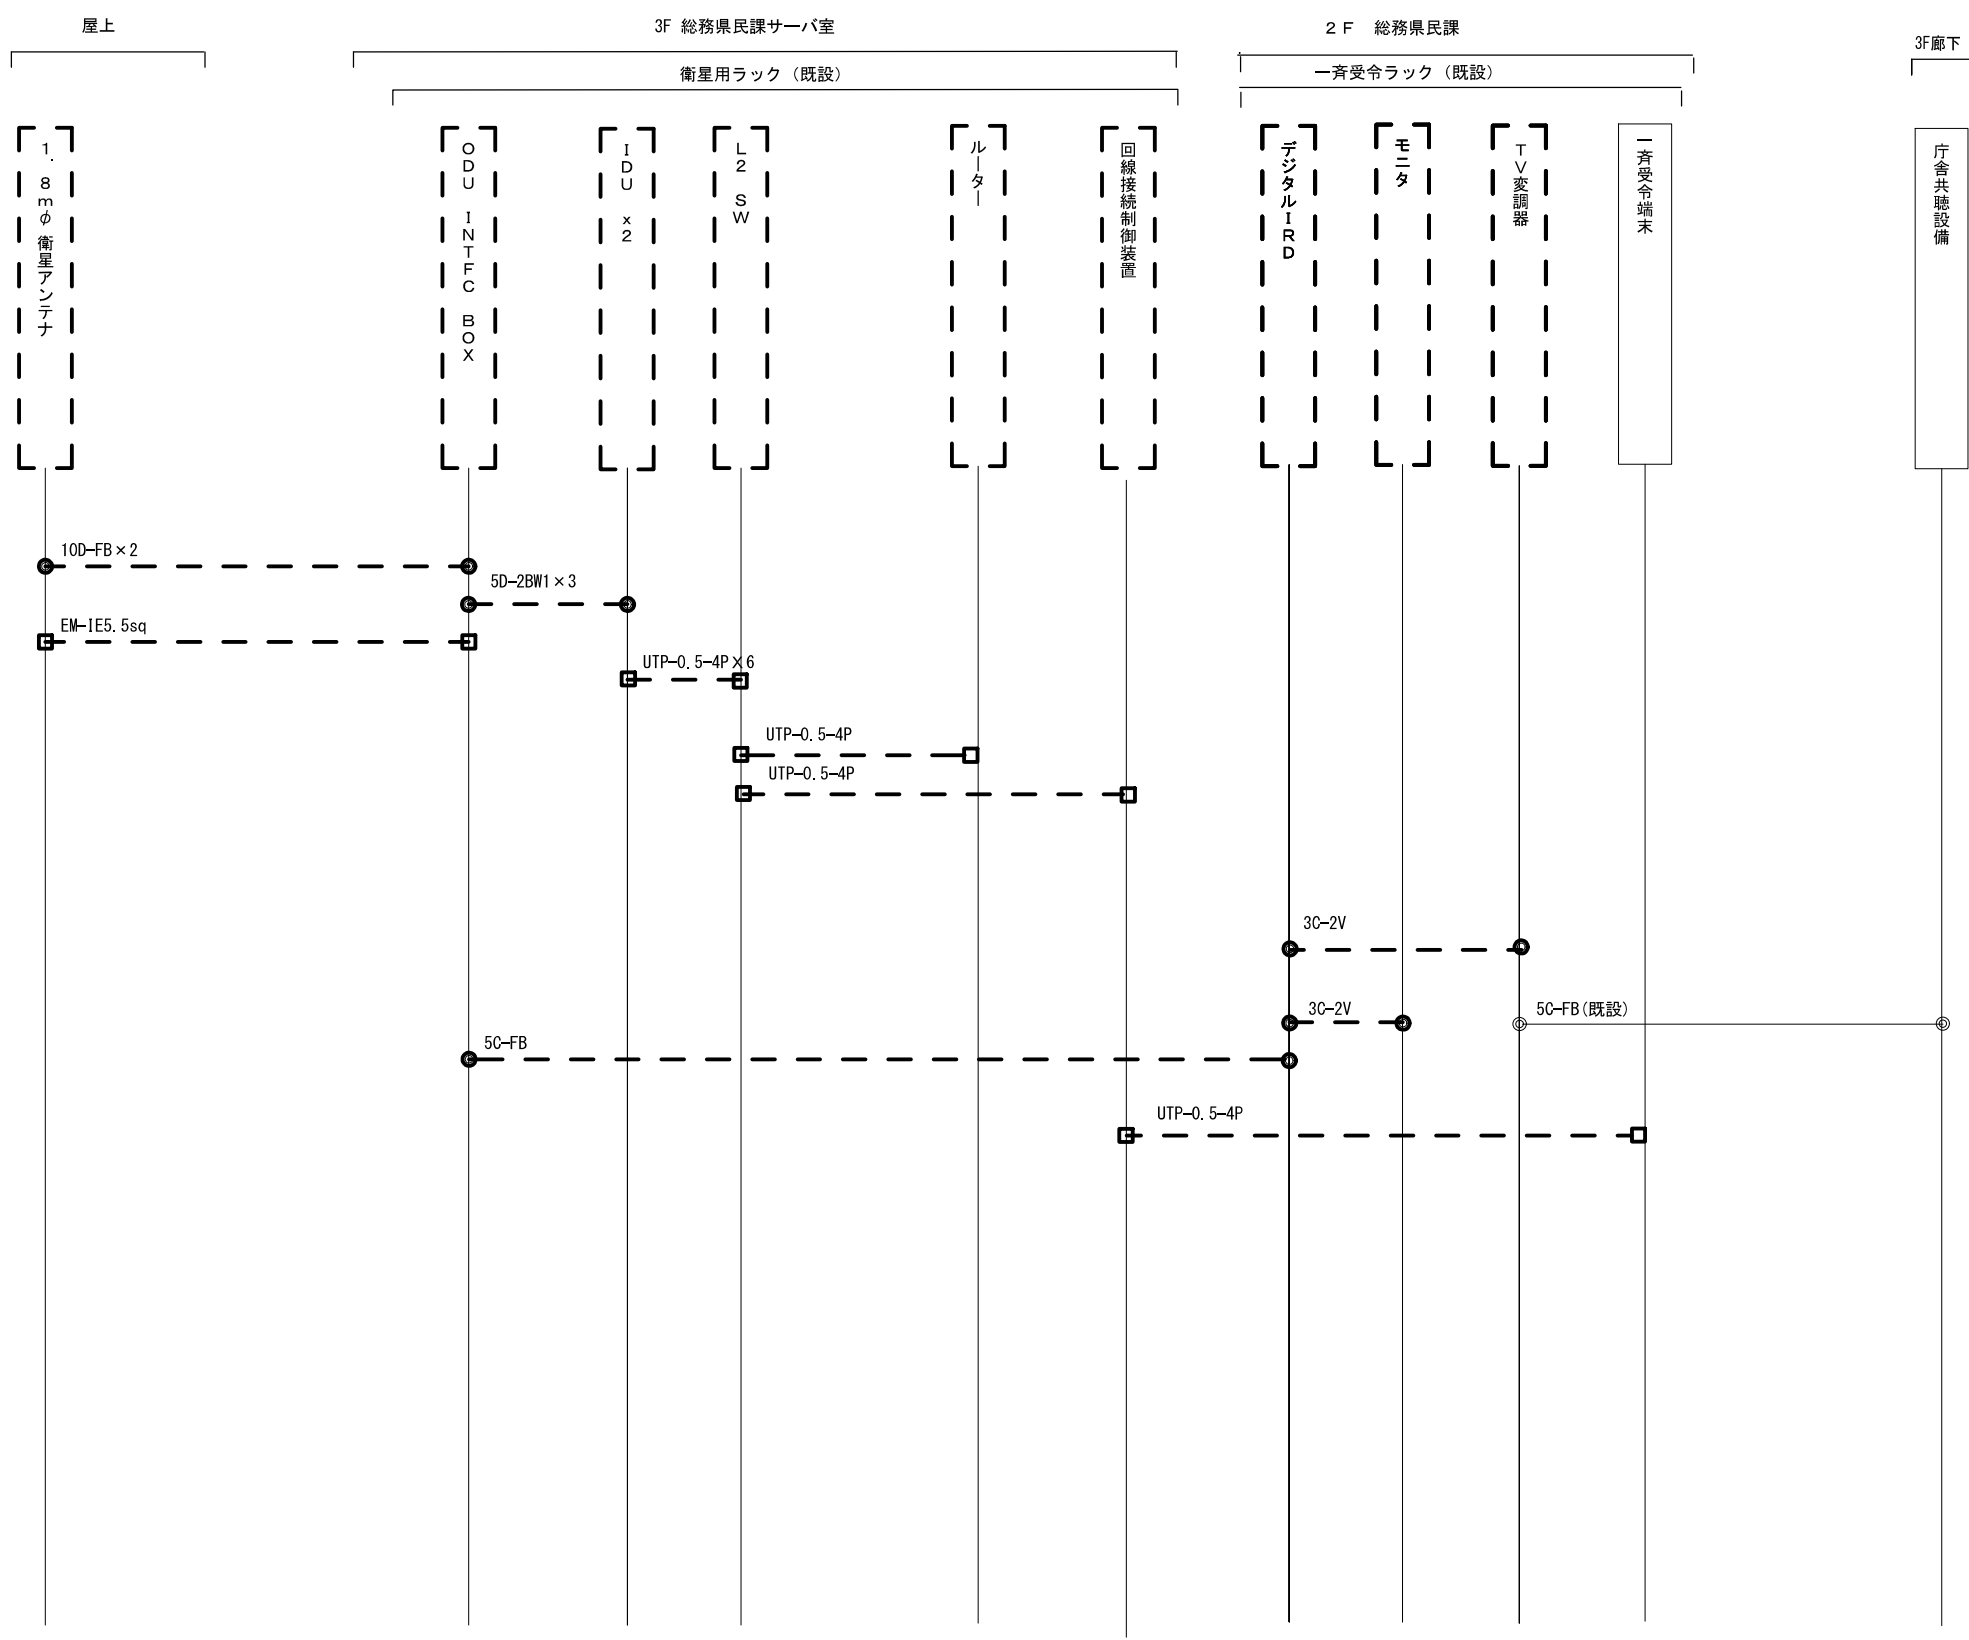 屋上
3F 総務県民課サーバ室
２Ｆ　総務県民課
3F廊下
衛星用ラック（既設）
一斉受令ラック（既設）
１．８ｍφ衛星アンテナ
ＯＤＵ　ＩＮＴＦＣ　ＢＯＸ
ＩＤＵ　x2
Ｌ２　ＳＷ
ルーター
回線接続制御装置
デジタルＩＲＤ
モニタ
ＴＶ変調器
一斉受令端末
庁舎共聴設備
10D-FB×2
5D-2BW1×3
EM-IE5.5sq
UTP-0.5-4P×6
UTP-0.5-4P
UTP-0.5-4P
3C-2V
3C-2V
5C-FB(既設)
5C-FB
UTP-0.5-4P